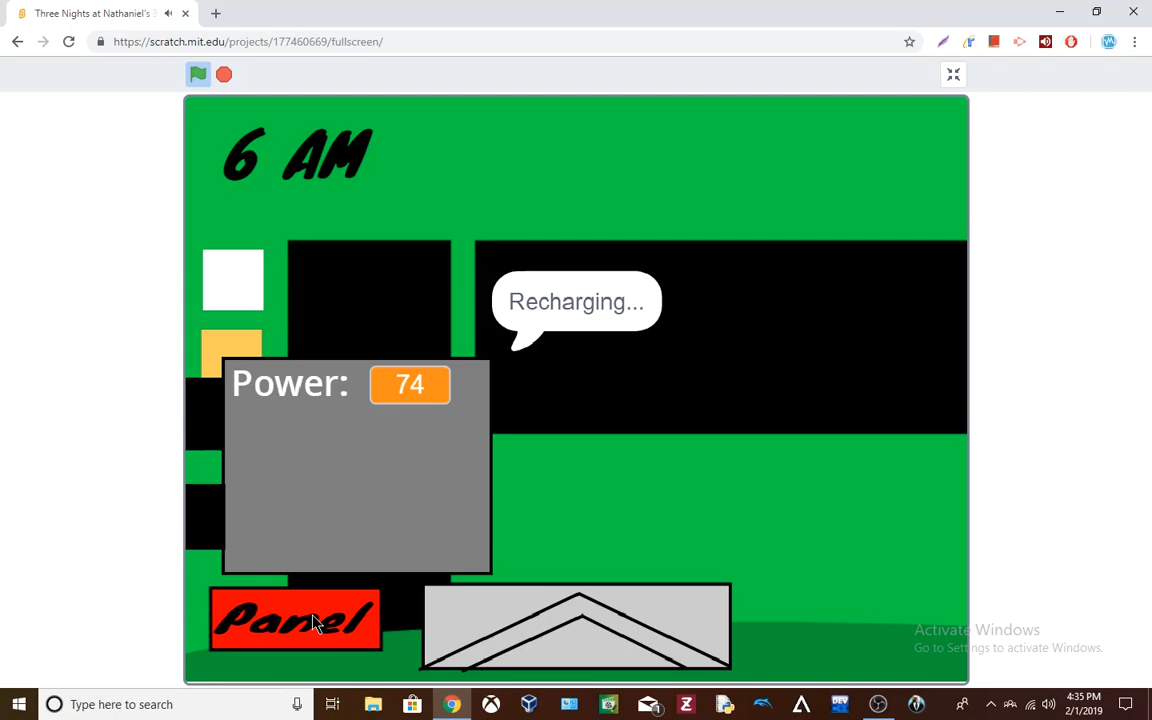 Three Nights at Nathaniel's
https://scratch.mit.edu/projects/177460669/fullscreen/
6 AM
Recharging...
Power: 74
Panel
Activate Windows
Go to Settings to activate Windows.
Type here to search
4:35 PM
2/1/2019